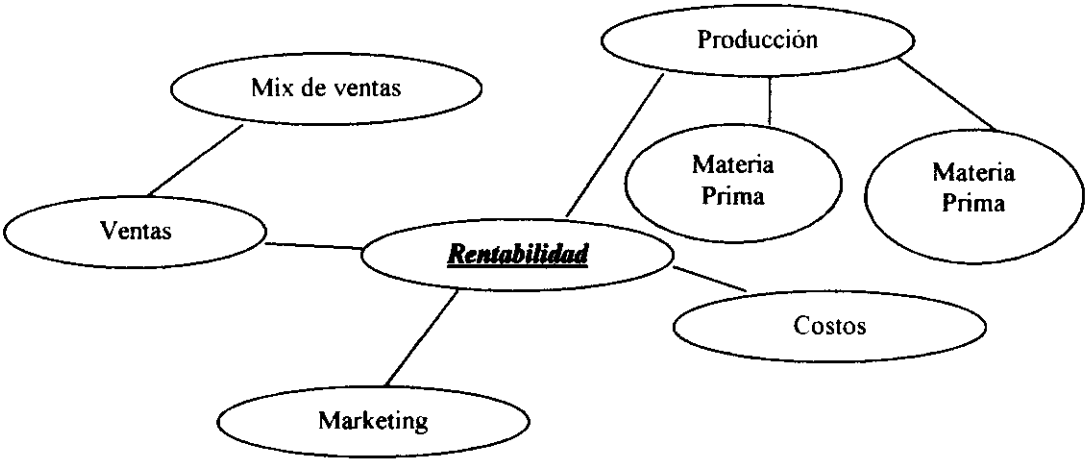 Producción
Mix de ventas
Materia
Prima
Materia
Prima
Ventas
Rentabilidad
Costos
Marketing